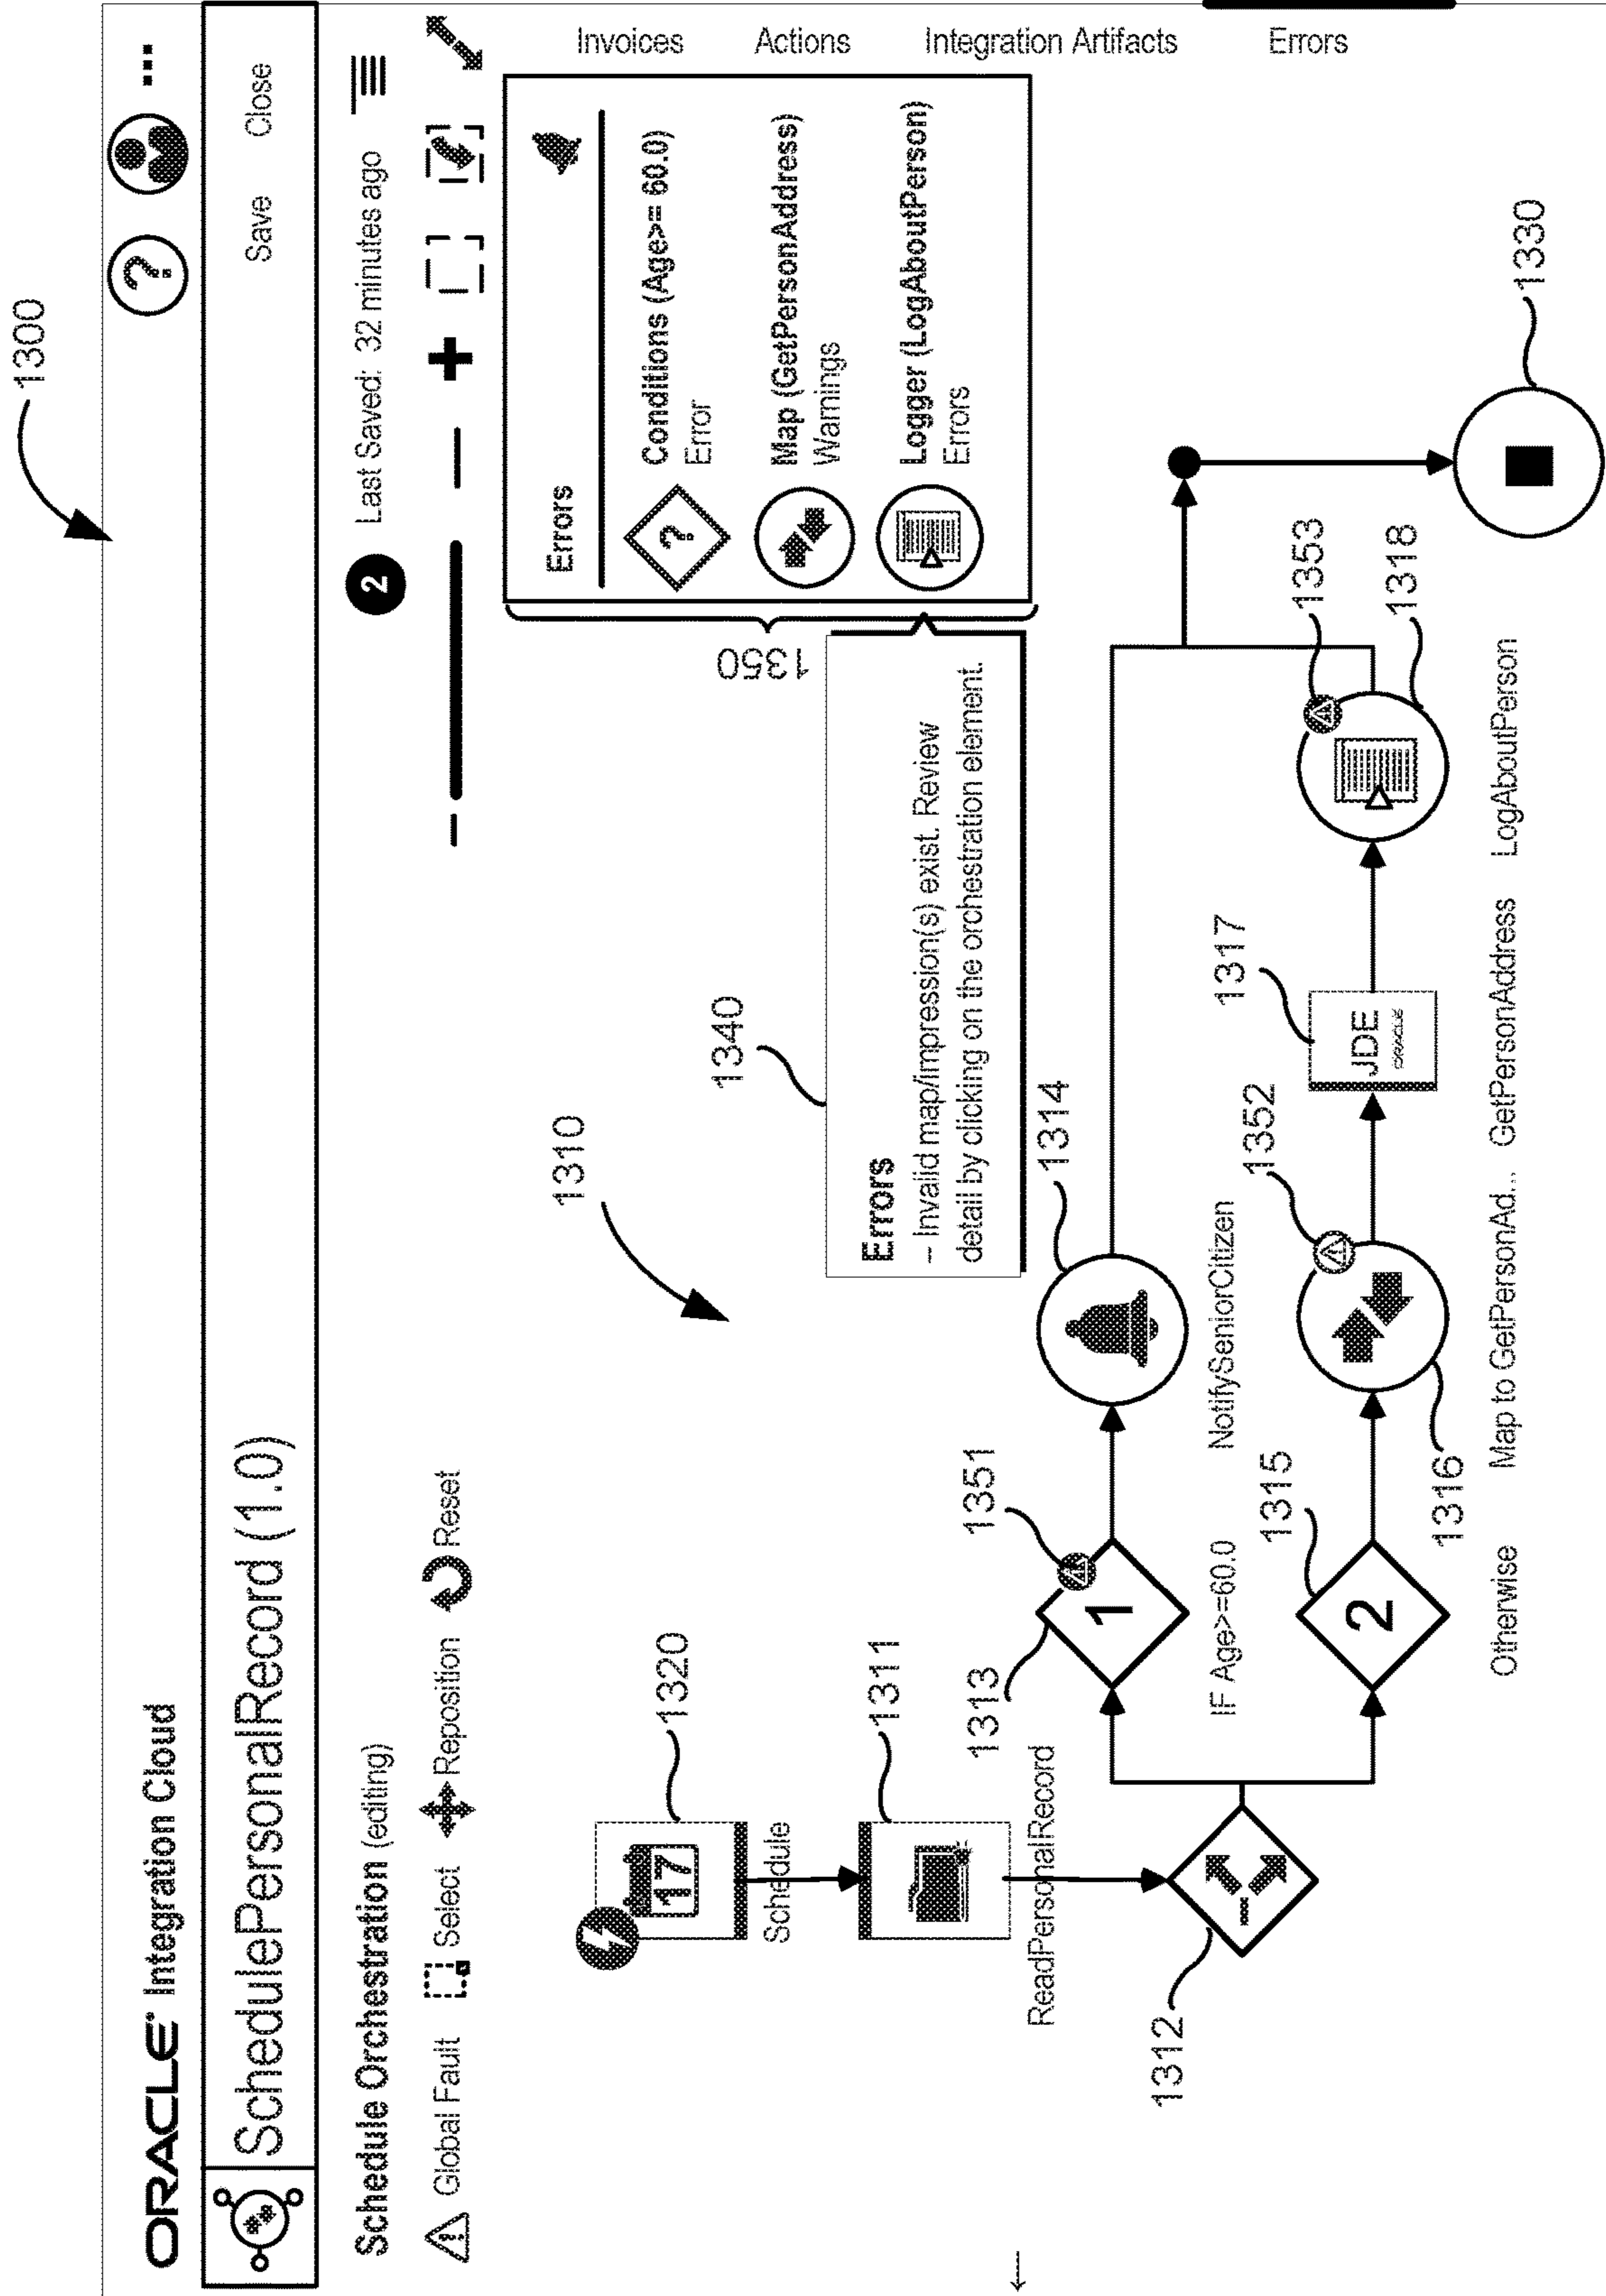 1300
ORACLE Integration Cloud
?
...
SchedulePersonalRecord (1.0)
Save
Close
Schedule Orchestration (editing)
2
Last Saved: 32 minutes ago
Global Fault
Select
Reposition
Reset
Invoices
Actions
Integration Artifacts
Errors
Errors
?
Conditions (Age>= 60.0)
Error
Map (GetPersonAddress)
Warnings
Logger (LogAboutPerson)
Errors
1350
1340
Errors
– Invalid map/impression(s) exist. Review
detail by clicking on the orchestration element.
1310
1320
17
Schedule
1311
ReadPersonalRecord
1312
1313
1351
1
IF Age>=60.0
1314
NotifySeniorCitizen
1315
2
Otherwise
1316
1352
Map to GetPersonAd...
1317
JDE
ORACLE
GetPersonAddress
1353
1318
LogAboutPerson
1330